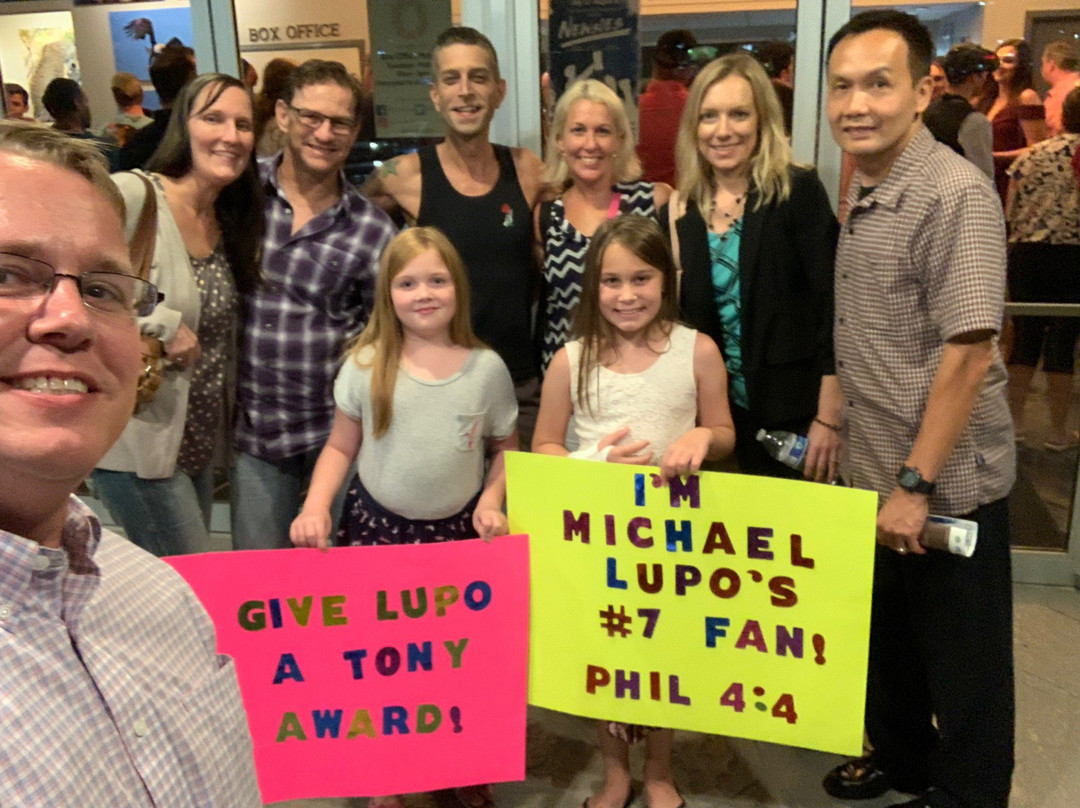 BOX OFFICE
GIVE LUPO
A TONY
AWARD!
I'M
MICHAEL
LUPO'S
#7 FAN!
PHIL 4:4